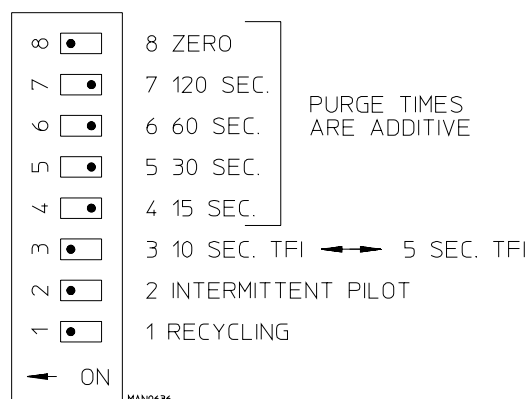 8 8 ZERO
7 7 120 SEC.
6 6 60 SEC.
5 5 30 SEC.
4 4 15 SEC.
PURGE TIMES
ARE ADDITIVE
3 3 10 SEC. TFI 5 SEC. TFI
2 2 INTERMITTENT PILOT
1 1 RECYCLING
ON
MAN0636